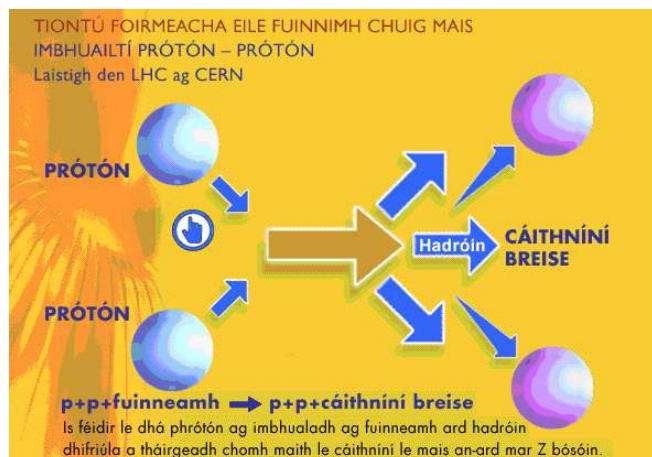 TIONTÚ FOIRMEACHA EILE FUINNIMH CHUIG MAIS
IMBHUAILTÍ PRÓTÓN – PRÓTÓN
Laistigh den LHC ag CERN
PRÓTÓN
Hadróin
CÁITHNÍNÍ
BREISE
PRÓTÓN
p+p+fuinneamh → p+p+cáithníní breise
Is féidir le dhá phrótón ag imbhualadh ag fuinneamh ard hadróin
dhifriúla a tháirgeadh chomh maith le cáithníní le mais an-ard mar Z bósóin.